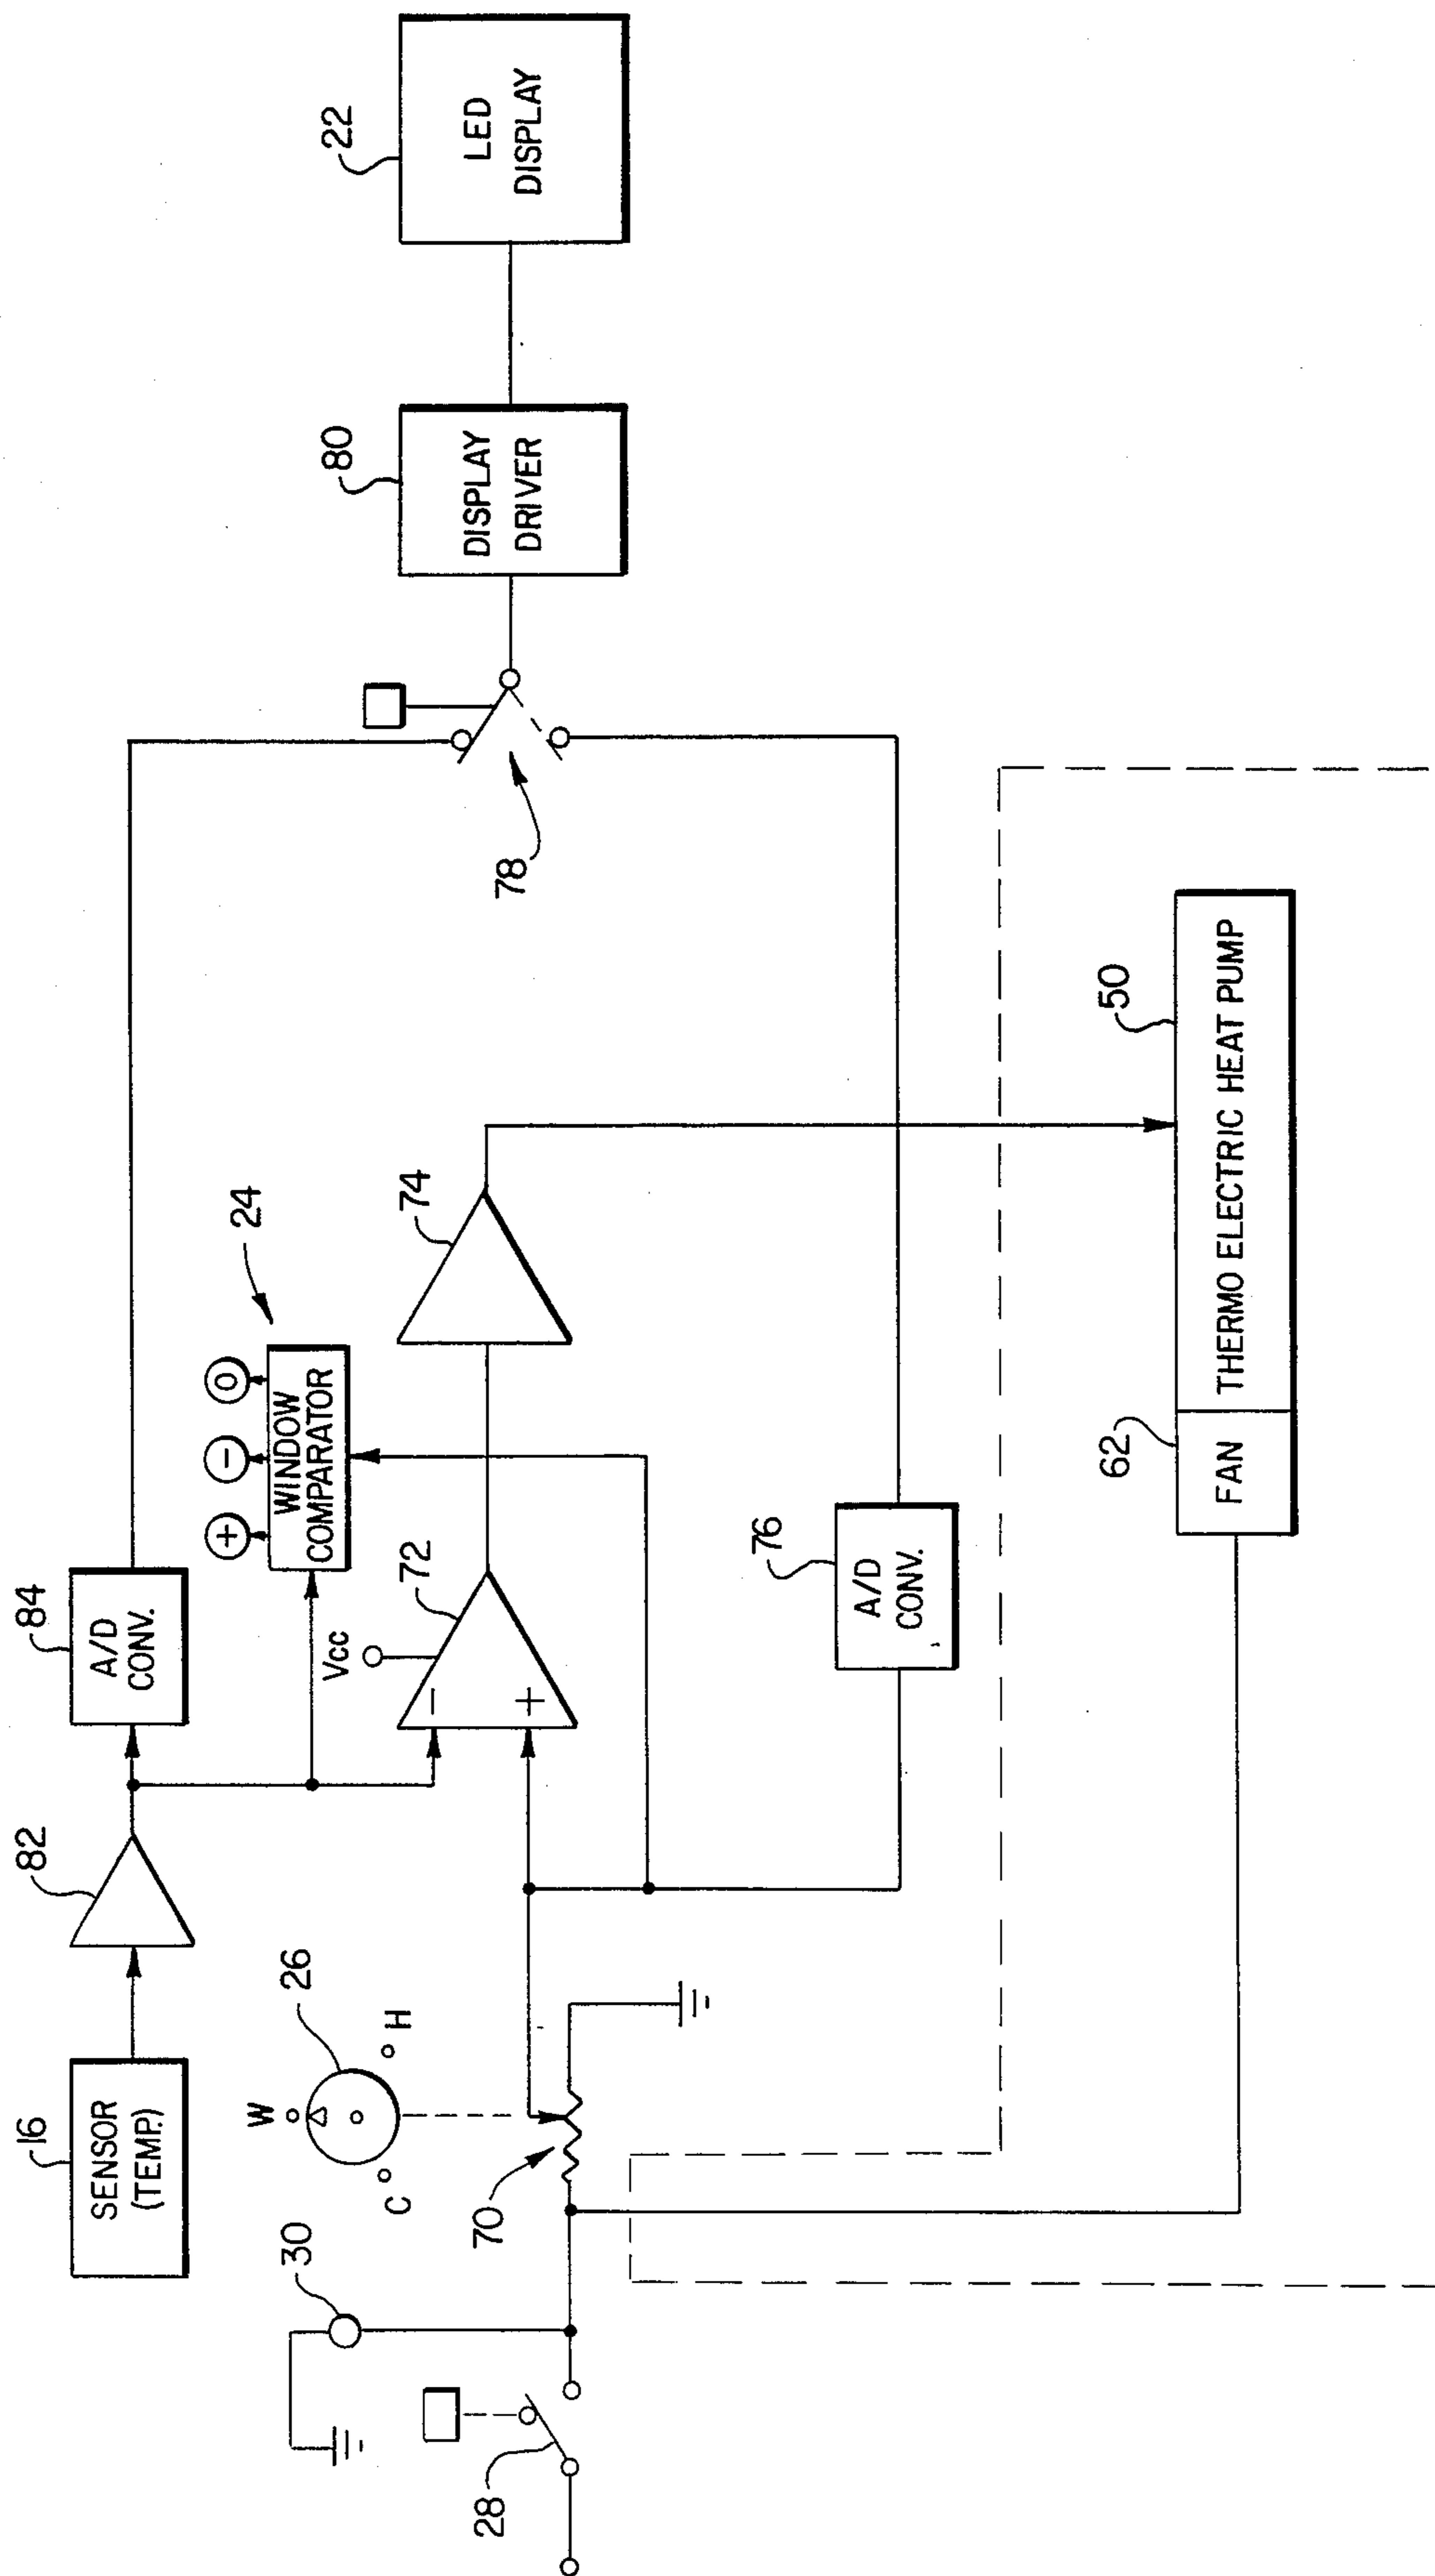 16
SENSOR
(TEMP.)
82
84
A/D
CONV.
24
+
−
0
WINDOW
COMPARATOR
Vcc
72
−
+
74
30
26
W
C
H
28
70
76
A/D
CONV.
78
80
DISPLAY
DRIVER
22
LED
DISPLAY
62
FAN
50
THERMO ELECTRIC HEAT PUMP